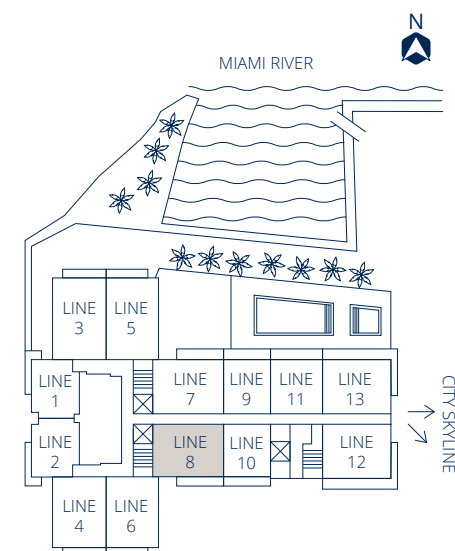 N
MIAMI RIVER
LINE
3
LINE
5
LINE
1
LINE
7
LINE
9
LINE
11
LINE
13
CITY SKYLINE
LINE
2
LINE
8
LINE
10
LINE
12
LINE
4
LINE
6